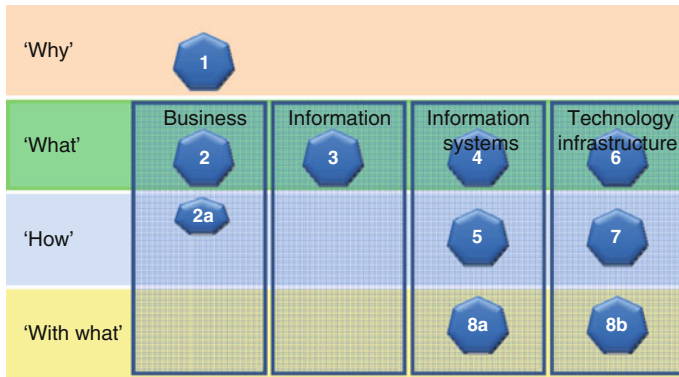 ‘Why’
1
Business
Information
Information systems
Technology infrastructure
‘What’
2
3
4
6
‘How’
2a
5
7
‘With what’
8a
8b